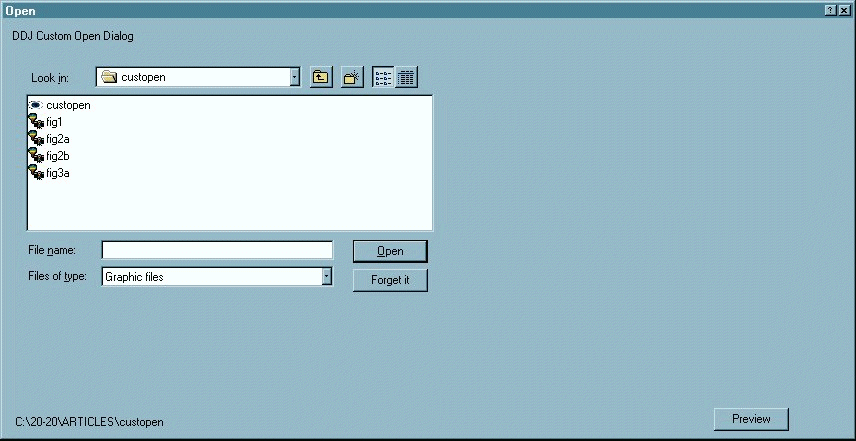 Open
DDJ Custom Open Dialog
Look in: custopen
custopen
fig1
fig2a
fig2b
fig3a
File name: Open
Files of type: Graphic files Forget it
C:\20-20\ARTICLES\custopen Preview